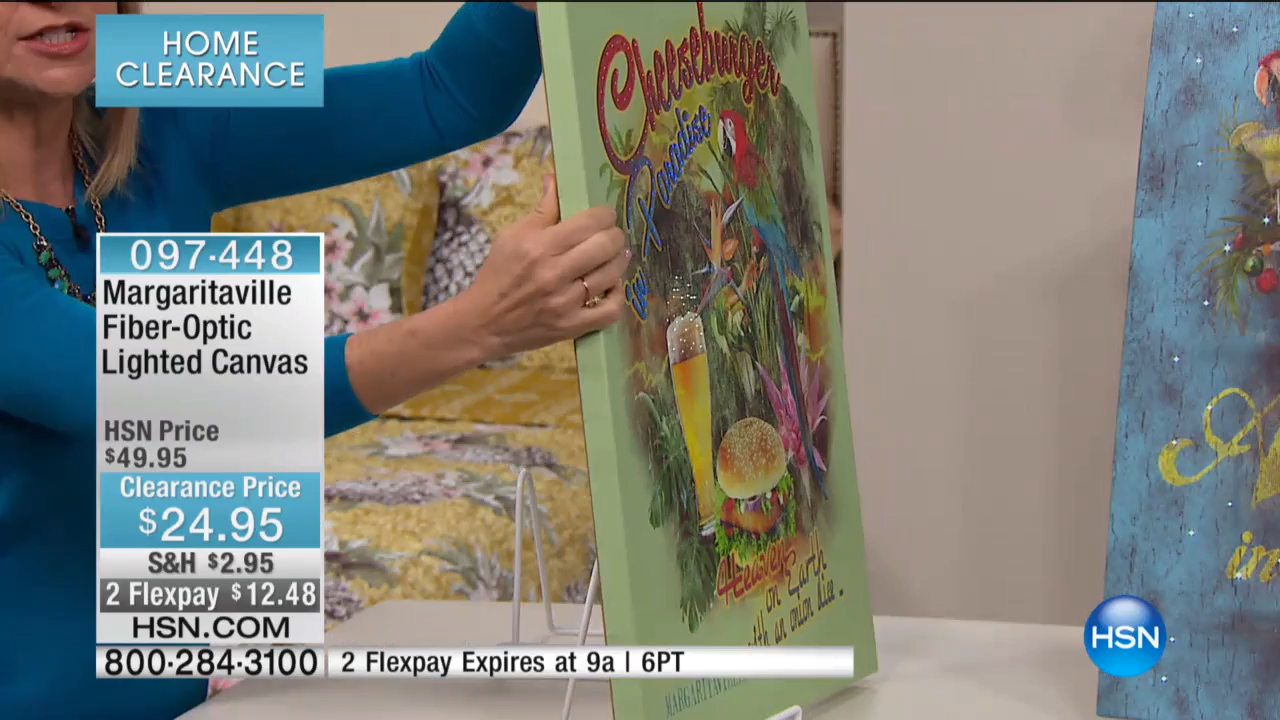 HOME
CLEARANCE
097-448
Margaritaville
Fiber-Optic
Lighted Canvas
HSN Price
$49.95
Clearance Price
$24.95
S&H $2.95
2 Flexpay $12.48
HSN.COM
800-284-3100
2 Flexpay Expires at 9a | 6PT
Cheeseburger
in Paradise
Heaven
on Earth
with an onion slice.
HSN
in